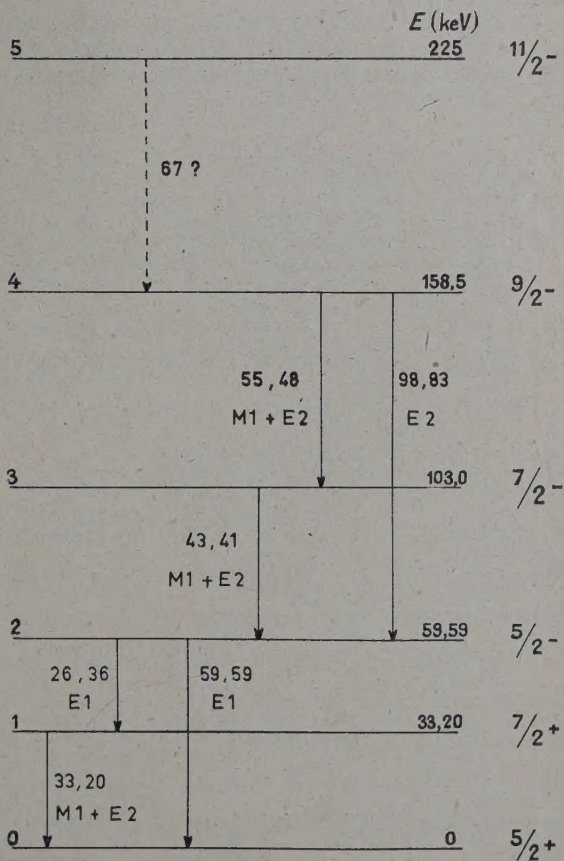 E (keV)
5 225 11/2-
67 ?
4 158,5 9/2-
55,48 98,83
M1 + E2 E2
3 103,0 7/2-
43,41
M1 + E2
2 59,59 5/2-
26,36 59,59
E1 E1
1 33,20 7/2+
33,20
M1 + E2
0 0 5/2+